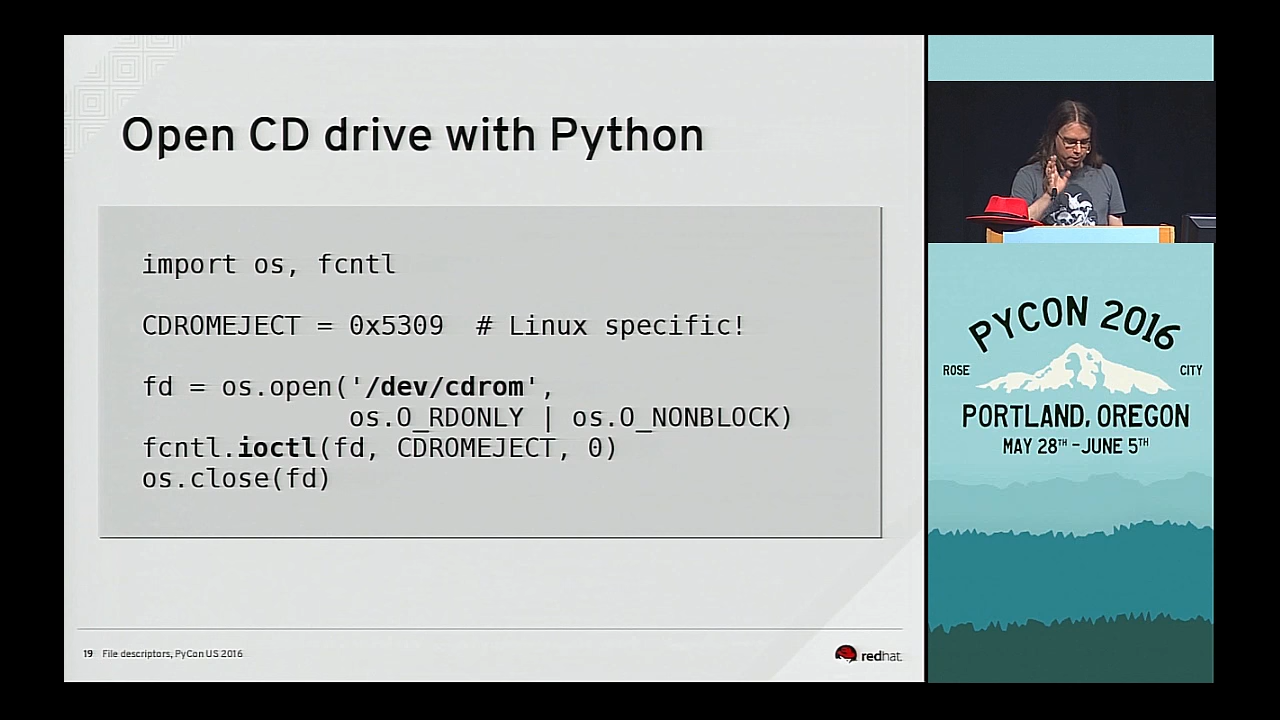 Open CD drive with Python
import os, fcntl
CDROMEJECT = 0x5309  # Linux specific!
fd = os.open('/dev/cdrom',
             os.O_RDONLY | os.O_NONBLOCK)
fcntl.ioctl(fd, CDROMEJECT, 0)
os.close(fd)
19 File descriptors, PyCon US 2016
redhat.
PYCON 2016
ROSE CITY
PORTLAND, OREGON
MAY 28TH - JUNE 5TH